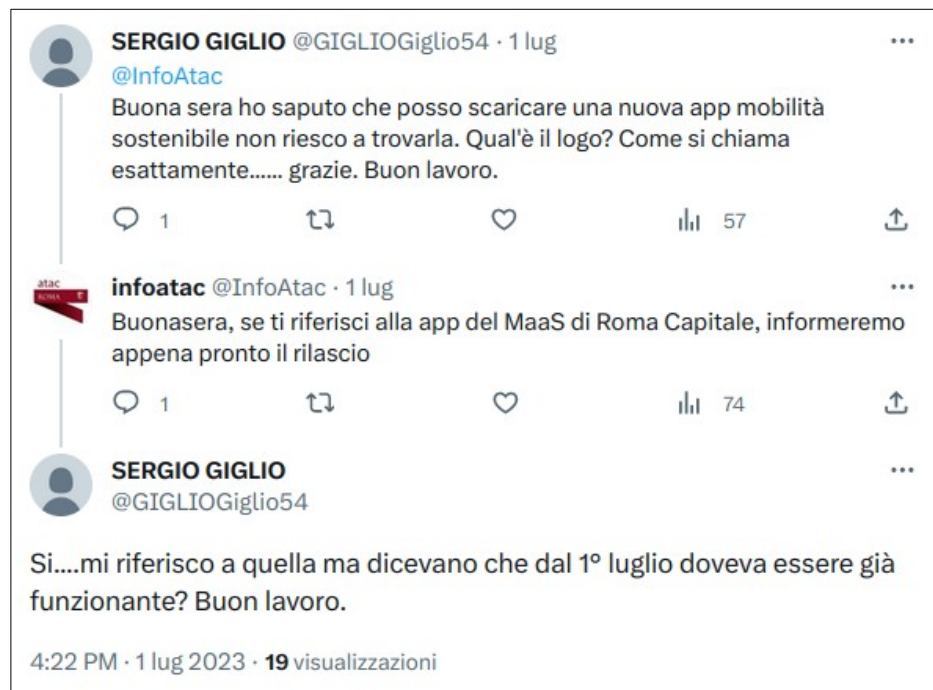 SERGIO GIGLIO @GIGLIOGiglio54 · 1 lug
@InfoAtac
Buona sera ho saputo che posso scaricare una nuova app mobilità
sostenibile non riesco a trovarla. Qual'è il logo? Come si chiama
esattamente...... grazie. Buon lavoro.
1 57
atac
ROMA
infoatac @InfoAtac · 1 lug
Buonasera, se ti riferisci alla app del MaaS di Roma Capitale, informeremo
appena pronto il rilascio
1 74
SERGIO GIGLIO
@GIGLIOGiglio54
Si....mi riferisco a quella ma dicevano che dal 1° luglio doveva essere già
funzionante? Buon lavoro.
4:22 PM · 1 lug 2023 · 19 visualizzazioni